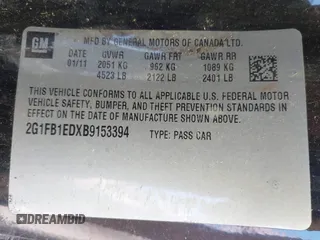 GM
MFD BY GENERAL MOTORS OF CANADA LTD.
DATE GVWR GAWR FRT GAWR RR
01/11 2051 KG 962 KG 1089 KG
4523 LB 2122 LB 2401 LB
THIS VEHICLE CONFORMS TO ALL APPLICABLE U.S. FEDERAL MOTOR
VEHICLE SAFETY, BUMPER, AND THEFT PREVENTION STANDARDS IN
EFFECT ON THE DATE OF MANUFACTURE SHOWN ABOVE.
2G1FB1EDXB9153394 TYPE: PASS CAR
DREAMBID